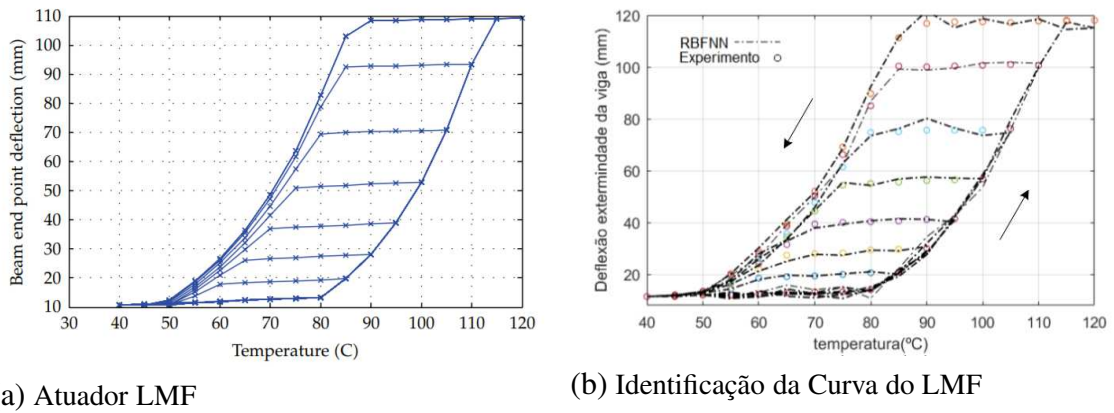 110
100
90
80
70
60
50
40
30
20
10
Beam end point deflection (mm)
30 40 50 60 70 80 90 100 110 120
Temperature (C)
a) Atuador LMF
120
100
80
60
40
20
Deflexão extermindade da viga (mm)
RBFNN
Experimento
40 50 60 70 80 90 100 110 120
temperatura(ºC)
(b) Identificação da Curva do LMF